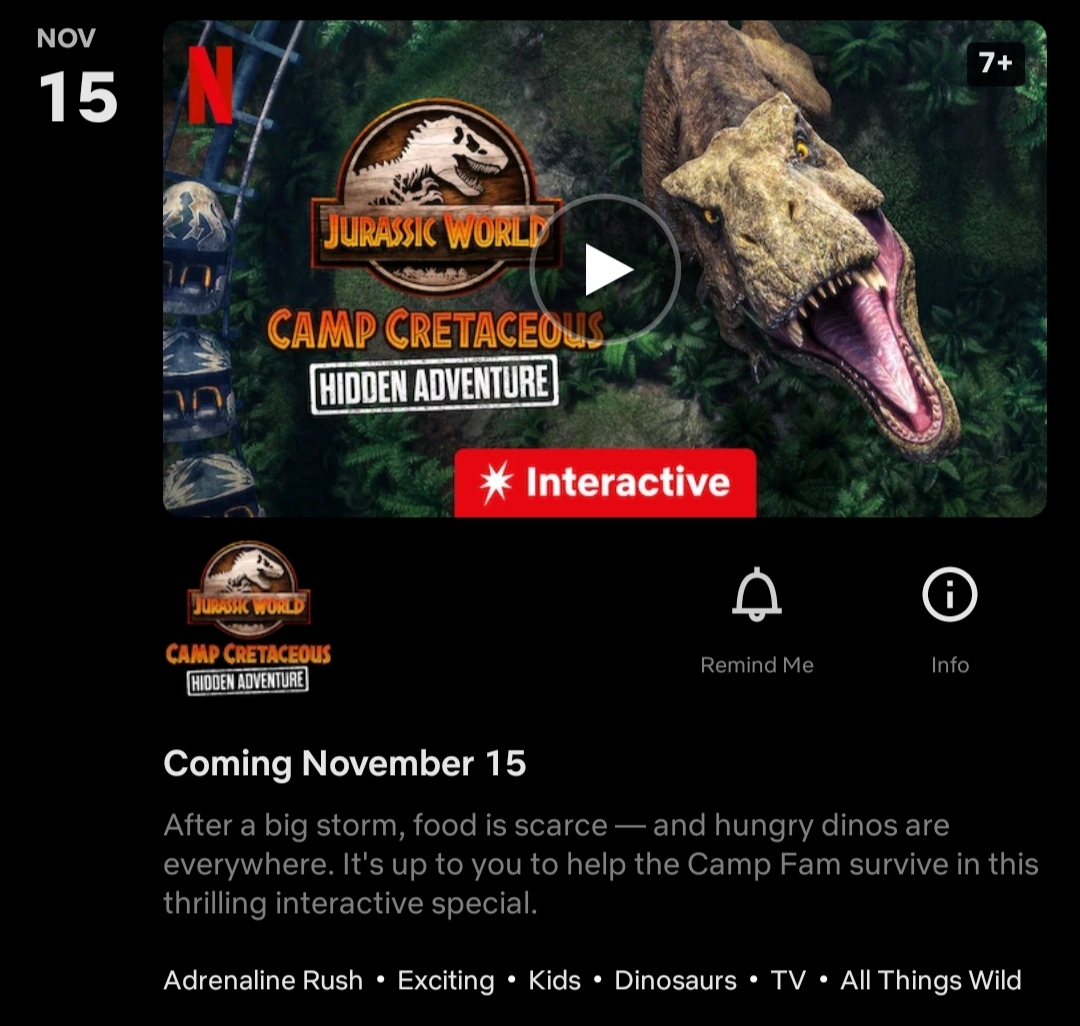 NOV
15
N
7+
JURASSIC WORLD
CAMP CRETACEOUS
HIDDEN ADVENTURE
Interactive
JURASSIC WORLD
CAMP CRETACEOUS
HIDDEN ADVENTURE
Remind Me
Info
Coming November 15
After a big storm, food is scarce — and hungry dinos are
everywhere. It's up to you to help the Camp Fam survive in this
thrilling interactive special.
Adrenaline Rush • Exciting • Kids • Dinosaurs • TV • All Things Wild